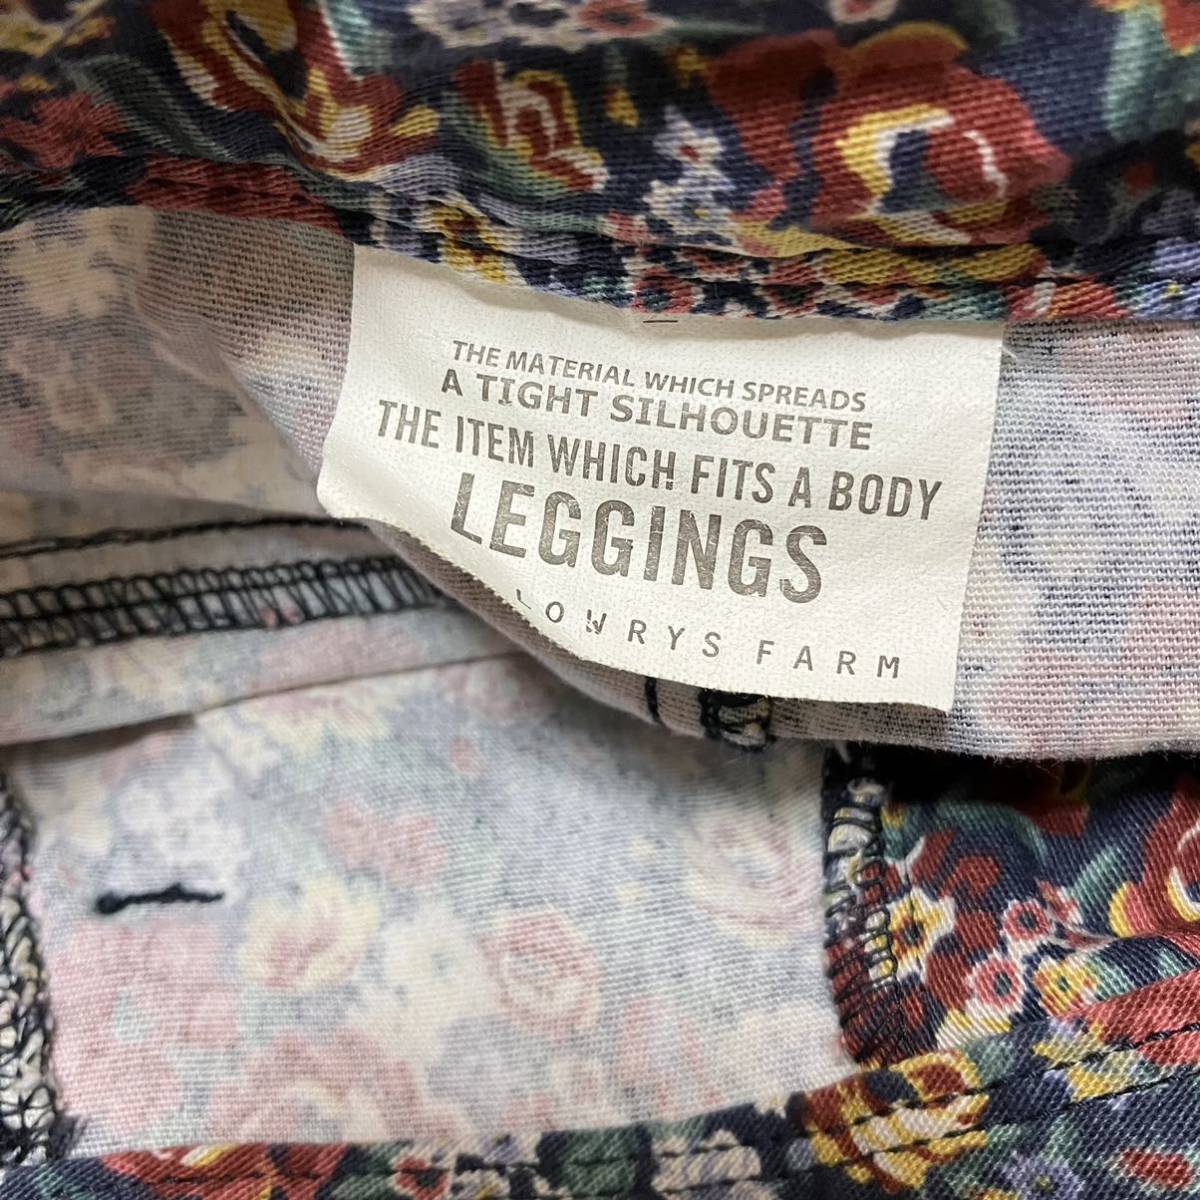 THE MATERIAL WHICH SPREADS
A TIGHT SILHOUETTE
THE ITEM WHICH FITS A BODY
LEGGINGS
LOWRYS FARM